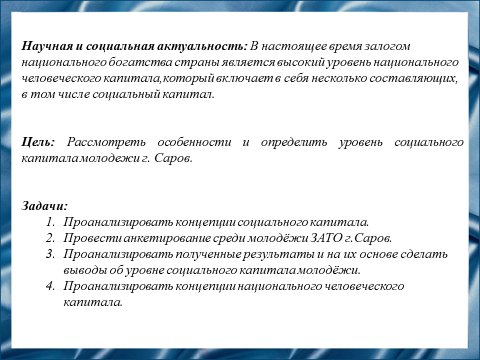 Научная и социальная актуальность: В настоящее время залогом
национального богатства страны является высокий уровень национального
человеческого капитала,который включает в себя несколько составляющих,
в том числе социальный капитал.
Цель: Рассмотреть особенности и определить уровень социального
капитала молодежи г. Саров.
Задачи:
1. Проанализировать концепции социального капитала.
2. Провести анкетирование среди молодёжи ЗАТО г.Саров.
3. Проанализировать полученные результаты и на их основе сделать
выводы об уровне социального капитала молодёжи.
4. Проанализировать концепции национального человеческого
капитала.